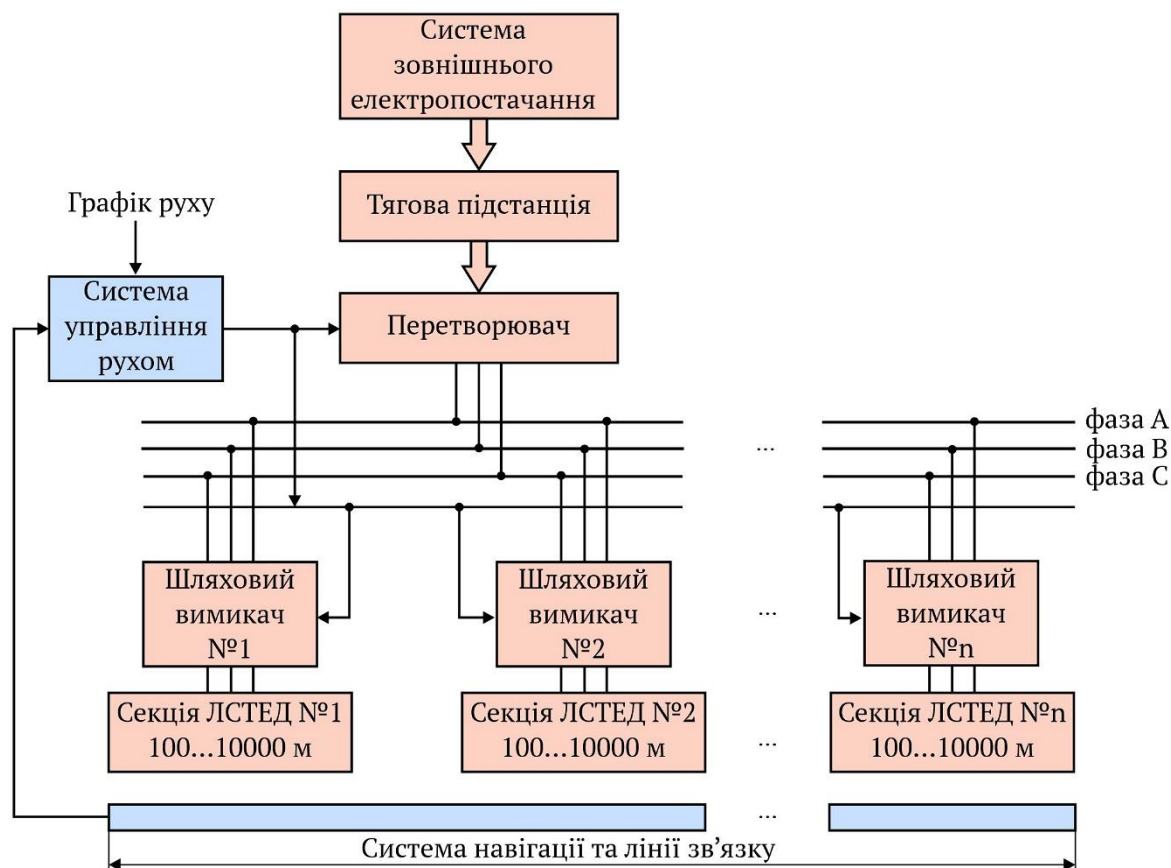 Система
зовнішнього
електропостачання
Тягова підстанція
Графік руху
Система
управління
рухом
Перетворювач
фаза А
фаза В
фаза С
...
Шляховий
вимикач
№1
Шляховий
вимикач
№2
...
Шляховий
вимикач
№n
Секція ЛСТЕД №1
100...10000 м
Секція ЛСТЕД №2
100...10000 м
...
Секція ЛСТЕД №n
100...10000 м
...
Система навігації та лінії зв’язку